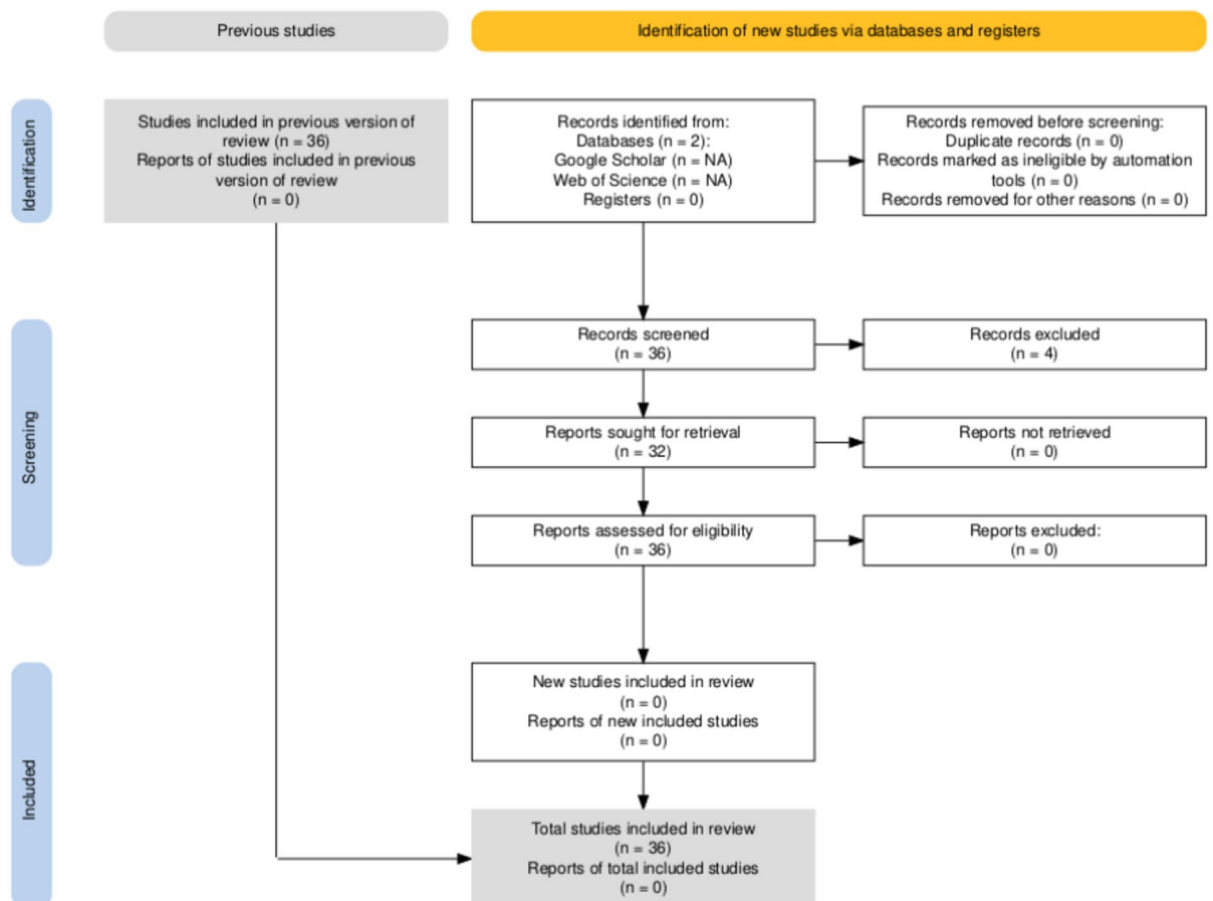 Previous studies
Identification of new studies via databases and registers
Identification
Studies included in previous version of
review (n = 36)
Reports of studies included in previous
version of review
(n = 0)
Records identified from:
Databases (n = 2):
Google Scholar (n = NA)
Web of Science (n = NA)
Registers (n = 0)
Records removed before screening:
Duplicate records (n = 0)
Records marked as ineligible by automation
tools (n = 0)
Records removed for other reasons (n = 0)
Screening
Records screened
(n = 36)
Records excluded
(n = 4)
Reports sought for retrieval
(n = 32)
Reports not retrieved
(n = 0)
Reports assessed for eligibility
(n = 36)
Reports excluded:
(n = 0)
Included
New studies included in review
(n = 0)
Reports of new included studies
(n = 0)
Total studies included in review
(n = 36)
Reports of total included studies
(n = 0)